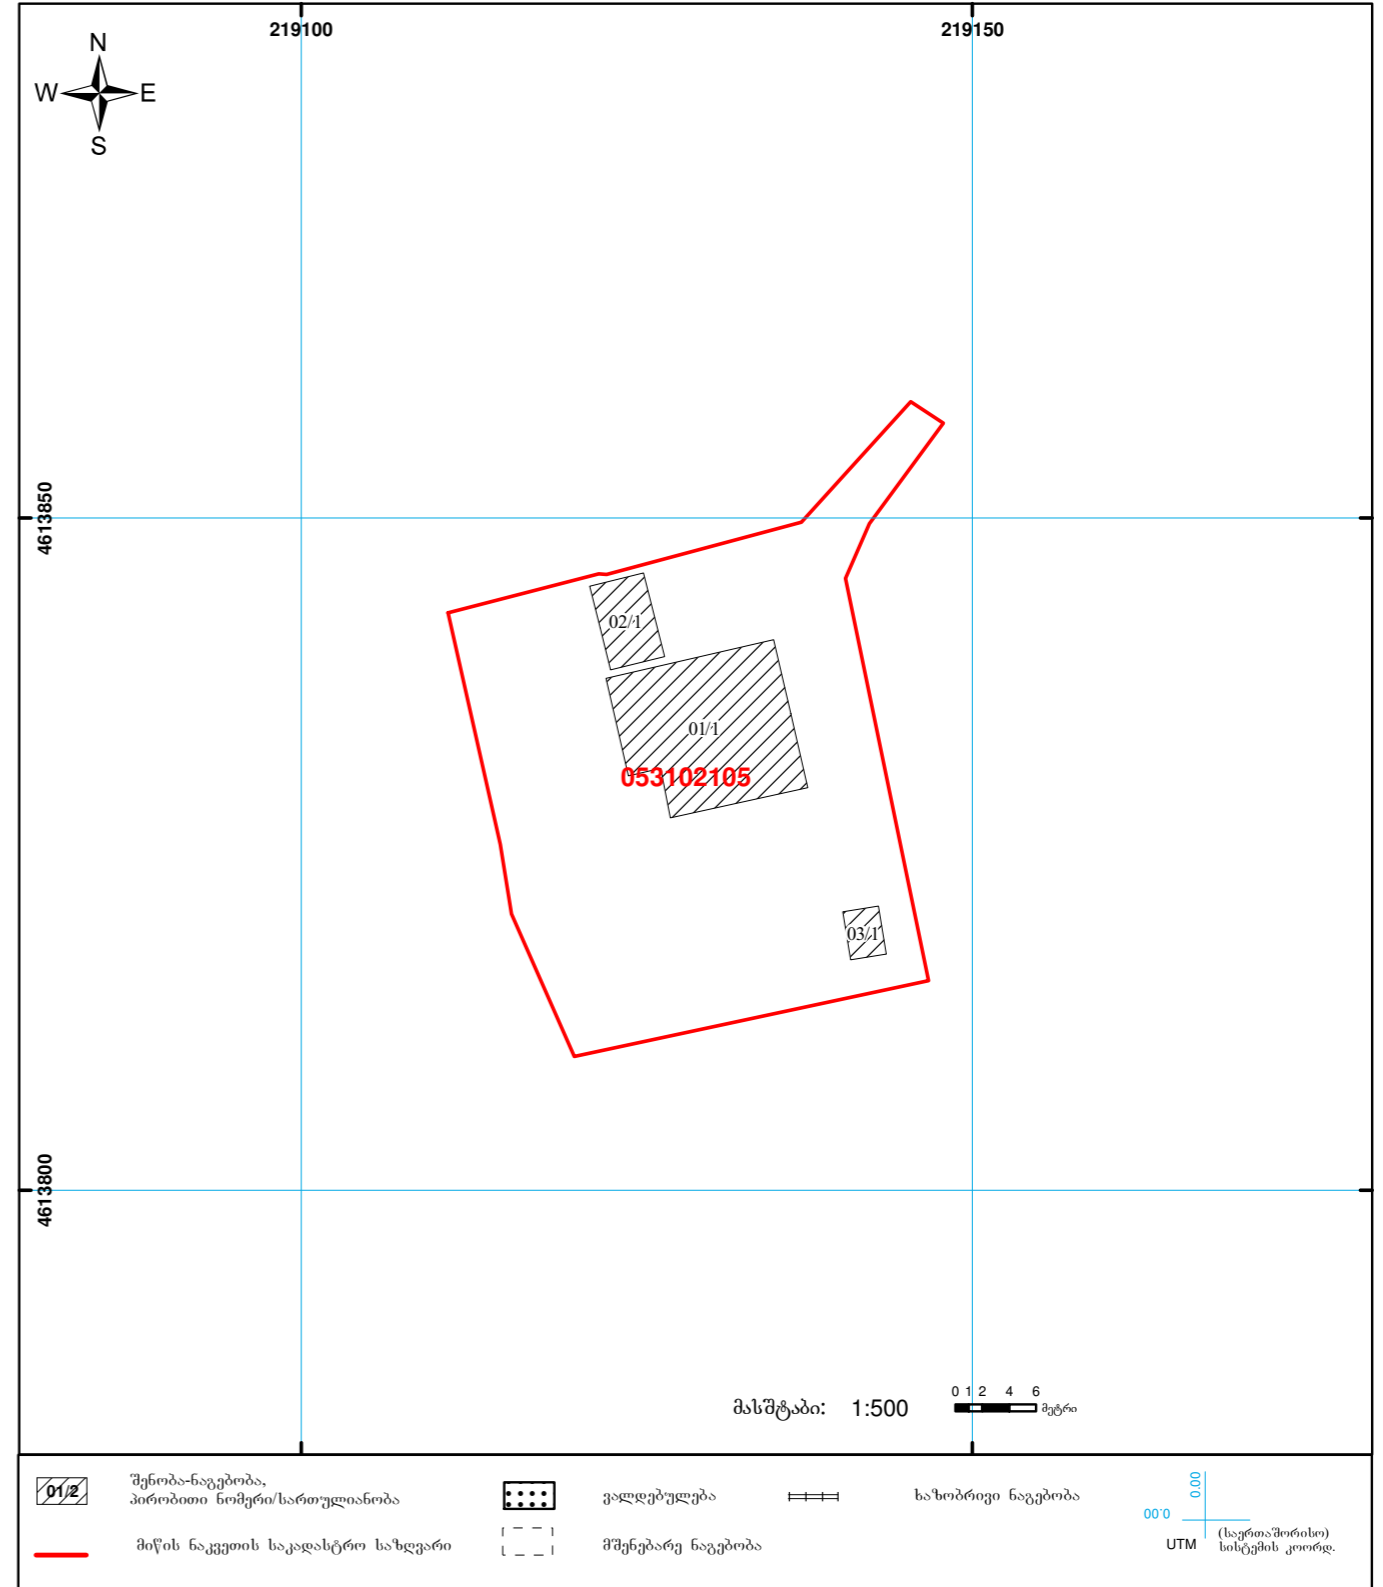 219100 219150
N
W E
S
4613850
02/1
01/1
053102105
03/1
4613800
მასშტაბი: 1:500
0 1 2 4 6
მეტრი
01/2
შენობა-ნაგებობა,
პირობითი ნომერი/სართულიანობა
ვალდებულება
ხაზობრივი ნაგებობა
მიწის ნაკვეთის საკადასტრო საზღვარი
მშენებარე ნაგებობა
00.0
0.00
UTM
(საერთაშორისო)
სისტემის კოორდ.